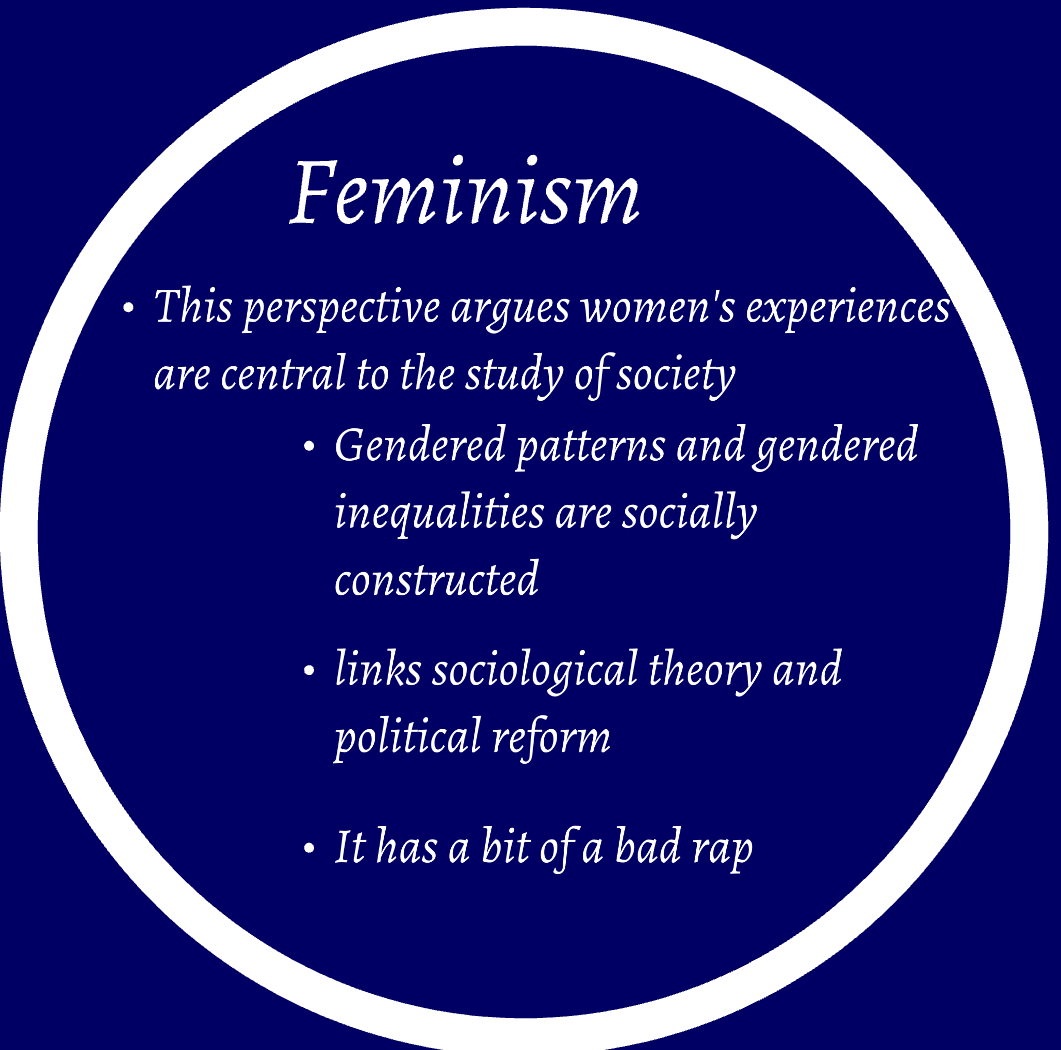 Feminism
• This perspective argues women's experiences
are central to the study of society
• Gendered patterns and gendered
inequalities are socially
constructed
• links sociological theory and
political reform
• It has a bit of a bad rap